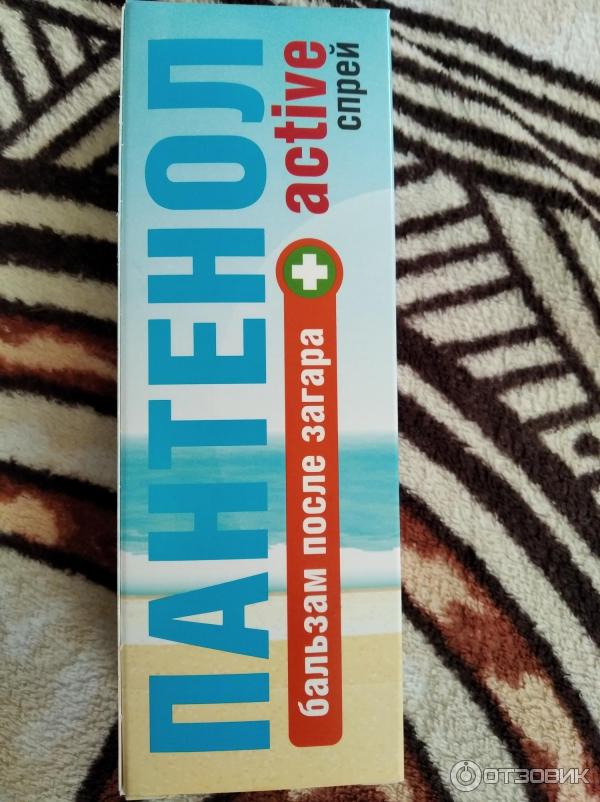 ПАНТЕНОЛ
active
спрей
бальзам после загара
ОТЗОВИК